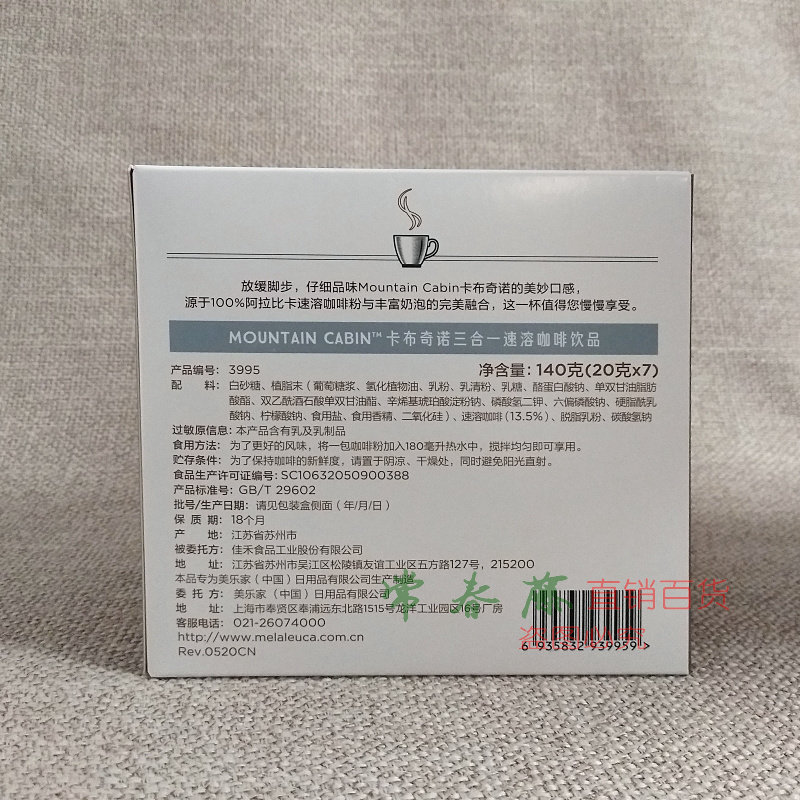 放缓脚步，仔细品味Mountain Cabin卡布奇诺的美妙口感，
源于100%阿拉比卡速溶咖啡粉与丰富奶泡的完美融合，这一杯值得您慢慢享受。
MOUNTAIN CABIN™ 卡布奇诺三合一速溶咖啡饮品
产品编号： 3995 净含量：140克(20克x7)
配 料： 白砂糖、植脂末（葡萄糖浆、氢化植物油、乳粉、乳清粉、乳糖、酪蛋白酸钠、单双甘油脂肪
酸酯、双乙酰酒石酸单双甘油酯、辛烯基琥珀酸淀粉钠、磷酸氢二钾、六偏磷酸钠、硬脂酰乳
酸钠、柠檬酸钠、食用盐、食用香精、二氧化硅）、速溶咖啡(13.5%)、脱脂乳粉、碳酸氢钠
过敏原信息：本产品含有乳及乳制品
食用方法： 为了更好的风味，将一包咖啡粉加入180毫升热水中，搅拌均匀即可享用。
贮存条件： 为了保持咖啡的新鲜度，请置于阴凉、干燥处，同时避免阳光直射。
食品生产许可证编号：SC10632050900388
产品标准号：GB/T 29602
批号/生产日期：请见包装盒侧面（年/月/日）
保 质 期： 18个月
产 地： 江苏省苏州市
被委托方： 佳禾食品工业股份有限公司
地 址： 江苏省苏州市吴江区松陵镇友谊工业区五方路127号，215200
本品专为美乐家（中国）日用品有限公司生产制造
委 托 方： 美乐家（中国）日用品有限公司
地 址： 上海市奉贤区奉浦远东北路1515号龙洋工业园区16号厂房
客服电话： 021-26074000
http://www.melaleuca.com.cn
Rev.0520CN
6 935832 939959 >
常春藤 直销百货
盗图必究